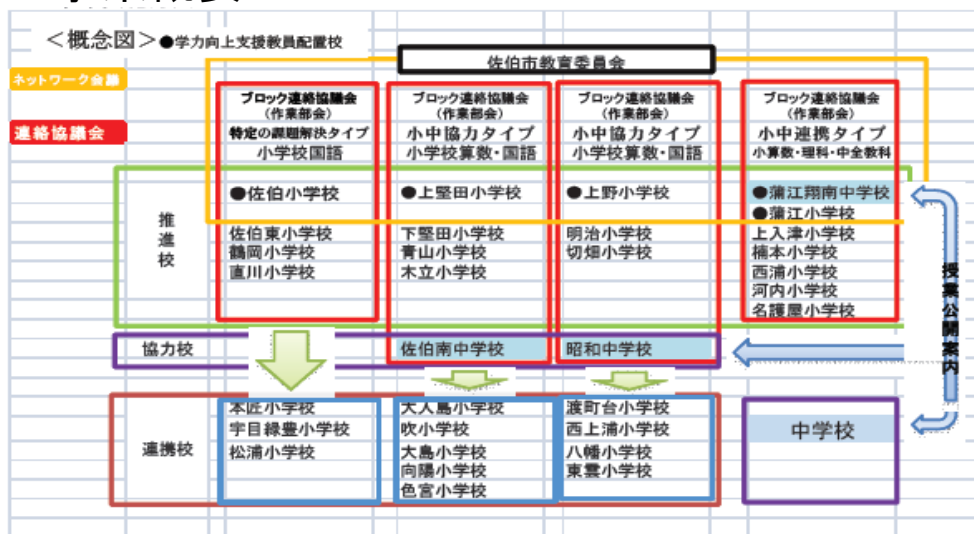 <概念図>●学力向上支援教員配置校
佐伯市教育委員会
ネットワーク会議
連絡協議会
ブロック連絡協議会
(作業部会)
特定の課題解決タイプ
小学校国語
ブロック連絡協議会
(作業部会)
小中協力タイプ
小学校算数・国語
ブロック連絡協議会
(作業部会)
小中協力タイプ
小学校算数・国語
ブロック連絡協議会
(作業部会)
小中連携タイプ
小算数・理科・中全教科
推進校
●佐伯小学校
佐伯東小学校
鶴岡小学校
直川小学校
●上堅田小学校
下堅田小学校
青山小学校
木立小学校
●上野小学校
明治小学校
切畑小学校
●蒲江翔南中学校
●蒲江小学校
上入津小学校
楠本小学校
西浦小学校
河内小学校
名護屋小学校
授業公開案内
協力校
佐伯南中学校
昭和中学校
連携校
本匠小学校
宇目緑豊小学校
松浦小学校
大入島小学校
吹小学校
大島小学校
向陽小学校
色宮小学校
渡町台小学校
西上浦小学校
八幡小学校
東雲小学校
中学校